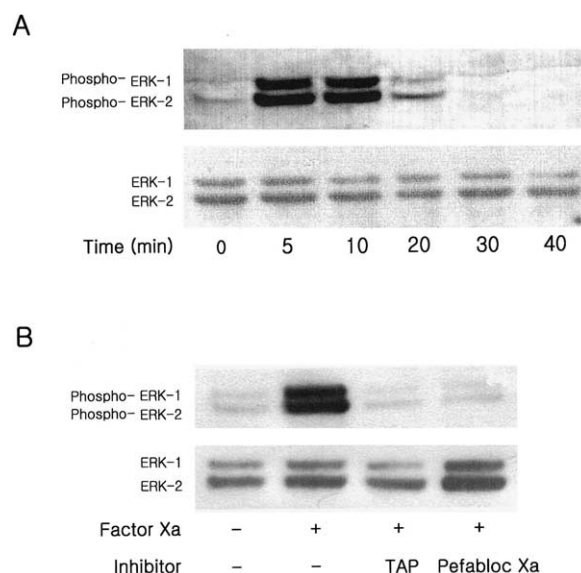 A
Phospho- ERK-1
Phospho- ERK-2
ERK-1
ERK-2
Time (min) 0 5 10 20 30 40
B
Phospho- ERK-1
Phospho- ERK-2
ERK-1
ERK-2
Factor Xa - + + +
Inhibitor - - TAP Pefabloc Xa